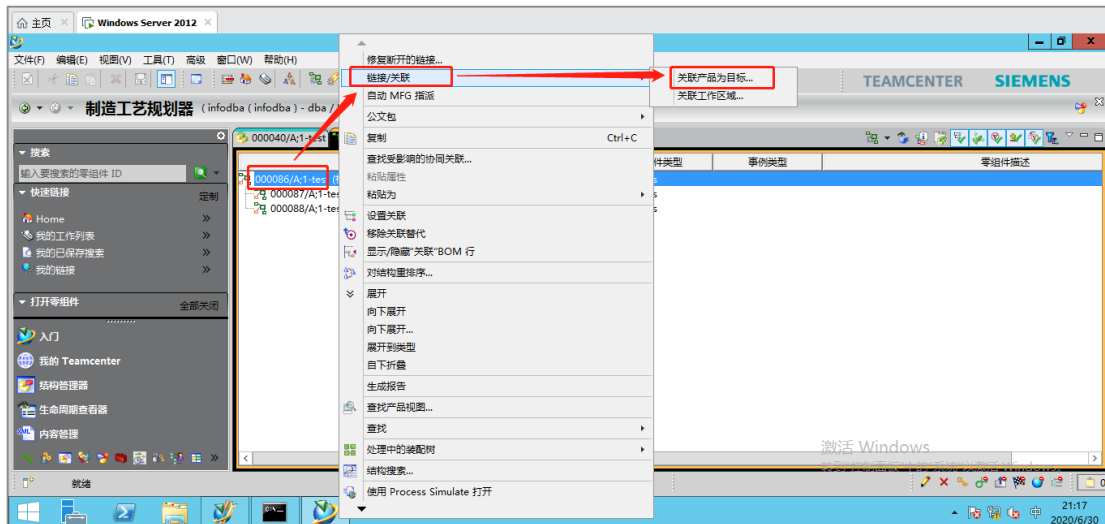 主页
Windows Server 2012
文件(F) 编辑(E) 视图(V) 工具(T) 高级 窗口(W) 帮助(H)
TEAMCENTER SIEMENS
制造工艺规划器 ( infodba ( infodba ) - dba /
搜索
输入要搜索的零组件 ID
快速链接 定制
Home
我的工作列表
我的已保存搜索
我的链接
打开零组件 全部关闭
入门
我的 Teamcenter
结构管理器
生命周期查看器
内容管理
就绪
000040/A;1-test
件类型 事例类型 零组件描述
000086/A;1-test
000087/A;1-tes
000088/A;1-tes
修复断开的链接...
链接/关联
自动 MFG 指派
公文包
复制 Ctrl+C
查找受影响的协同关联...
粘贴属性
粘贴为
设置关联
移除关联替代
显示/隐藏"关联"BOM 行
对结构重排序...
展开
向下展开
向下展开...
展开到类型
自下折叠
生成报告
查找产品视图...
查找
处理中的装配树
结构搜索...
使用 Process Simulate 打开
关联产品为目标...
关联工作区域...
激活 Windows
中
21:17
2020/6/30